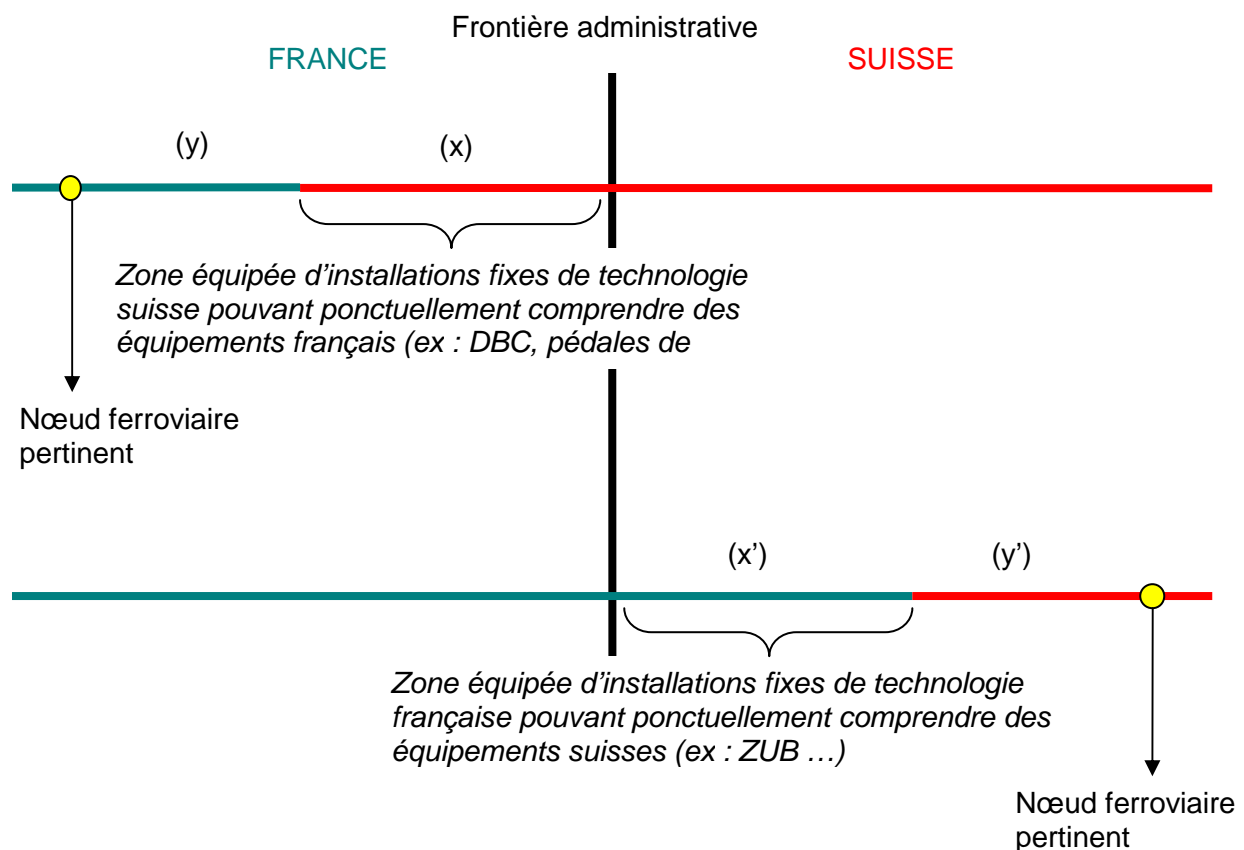 Frontière administrative
FRANCE
SUISSE
(y)
(x)
Zone équipée d’installations fixes de technologie
suisse pouvant ponctuellement comprendre des
équipements français (ex : DBC, pédales de
Nœud ferroviaire
pertinent
(x’)
(y’)
Zone équipée d’installations fixes de technologie
française pouvant ponctuellement comprendre des
équipements suisses (ex : ZUB …)
Nœud ferroviaire
pertinent